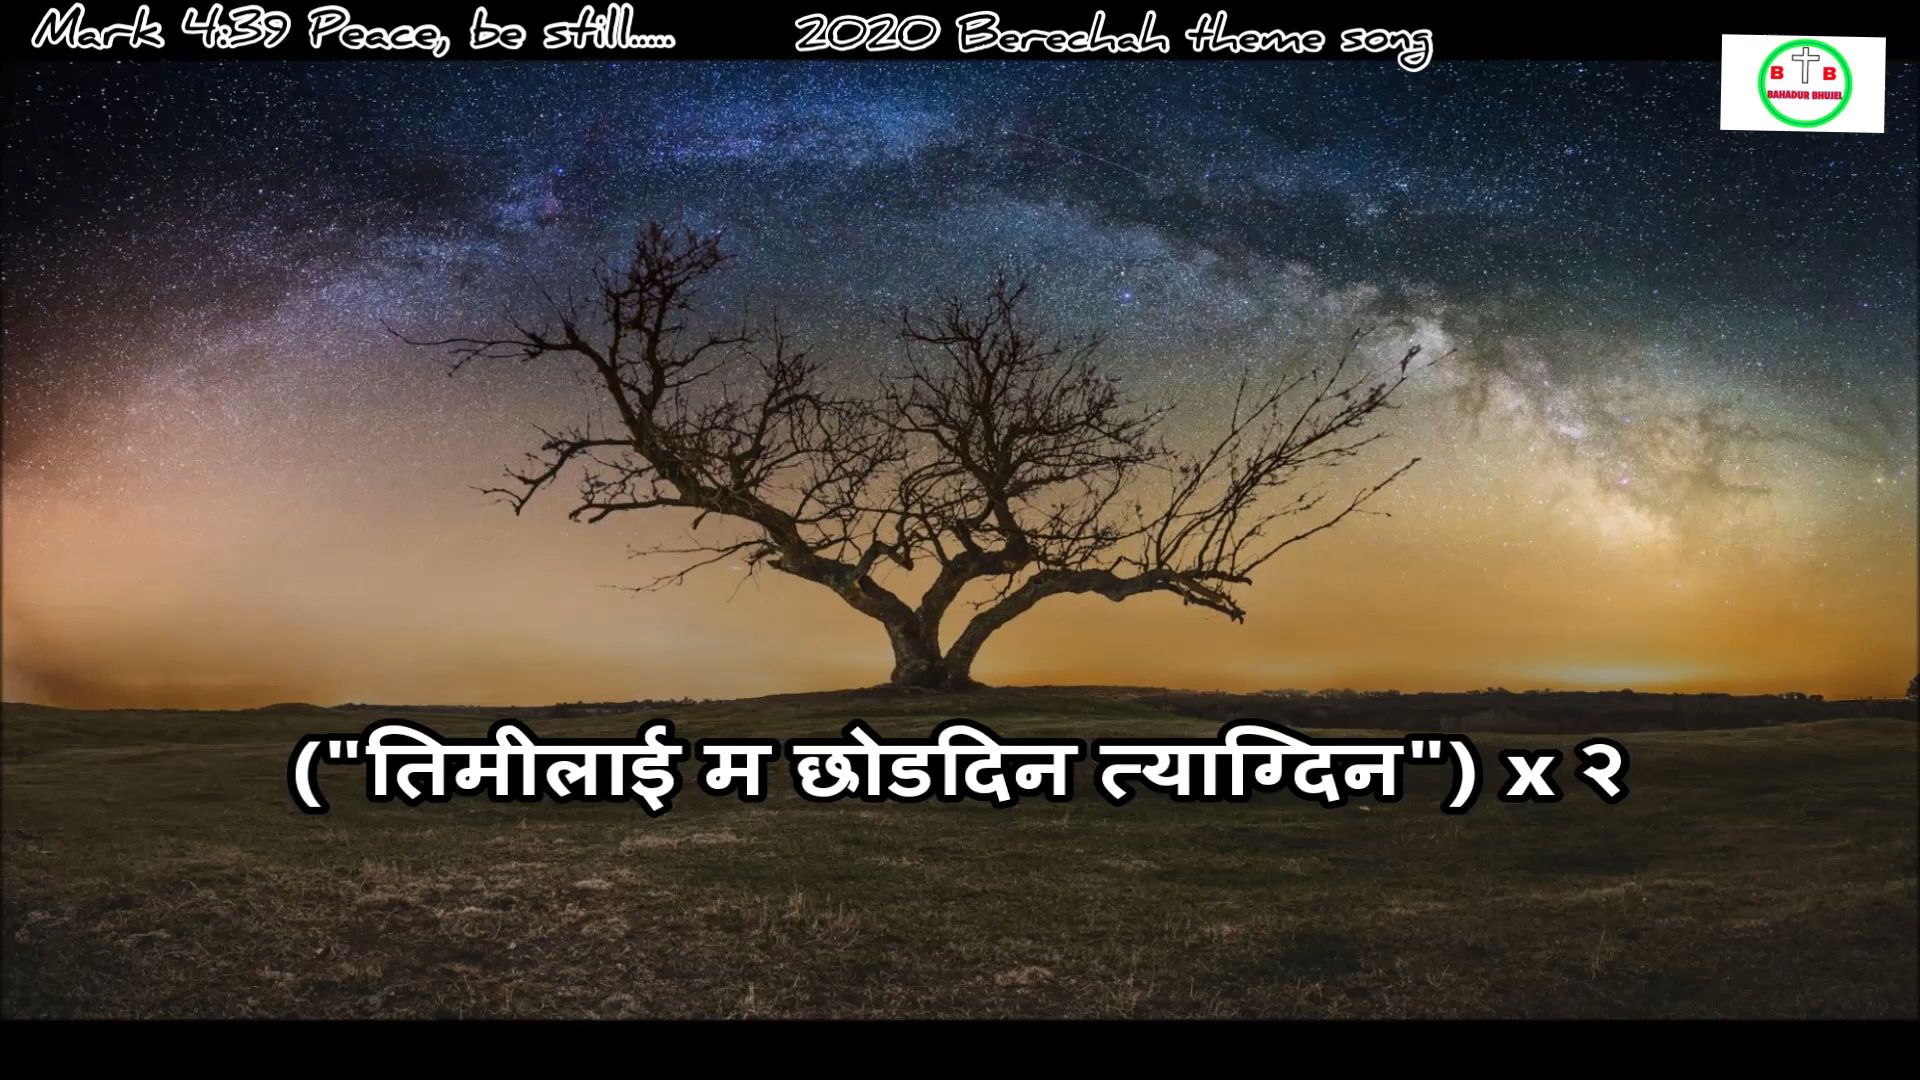 Mark 4:39 Peace, be still..... 2020 Berechah theme song
B B
BAHADUR BHUJEL
("तिमीलाई म छोडदिन त्याग्दिन") x २